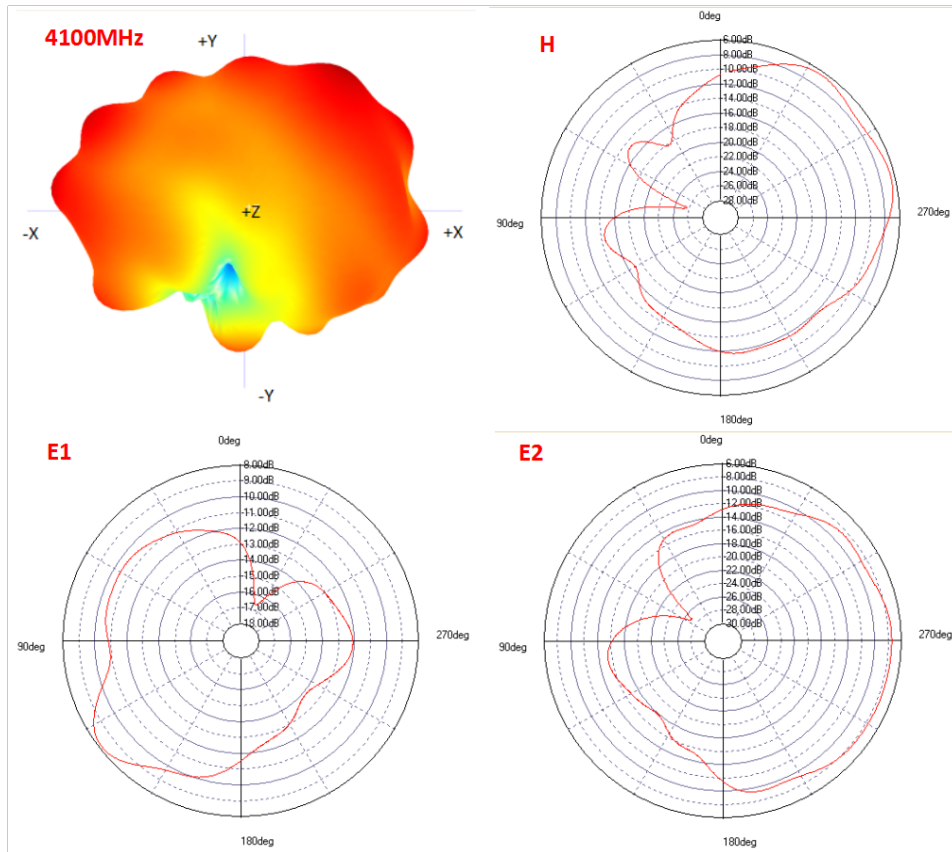 4100MHz
+Y
+Z
-X
+X
-Y
H
0deg
6.00dB
8.00dB
10.00dB
12.00dB
14.00dB
16.00dB
18.00dB
20.00dB
22.00dB
24.00dB
26.00dB
28.00dB
90deg
270deg
180deg
E1
0deg
8.00dB
9.00dB
10.00dB
11.00dB
12.00dB
13.00dB
14.00dB
15.00dB
16.00dB
17.00dB
18.00dB
90deg
270deg
180deg
E2
0deg
6.00dB
8.00dB
10.00dB
12.00dB
14.00dB
16.00dB
18.00dB
20.00dB
22.00dB
24.00dB
26.00dB
28.00dB
30.00dB
90deg
270deg
180deg